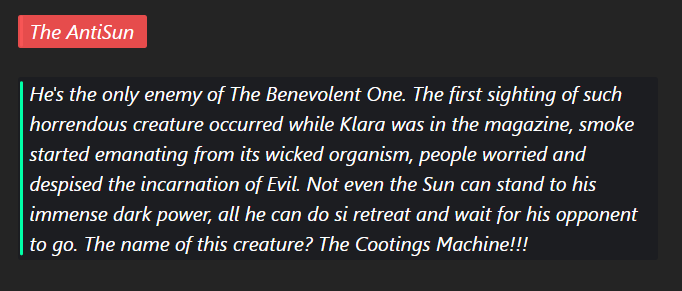 The AntiSun
He's the only enemy of The Benevolent One. The first sighting of such
horrendous creature occurred while Klara was in the magazine, smoke
started emanating from its wicked organism, people worried and
despised the incarnation of Evil. Not even the Sun can stand to his
immense dark power, all he can do si retreat and wait for his opponent
to go. The name of this creature? The Cootings Machine!!!